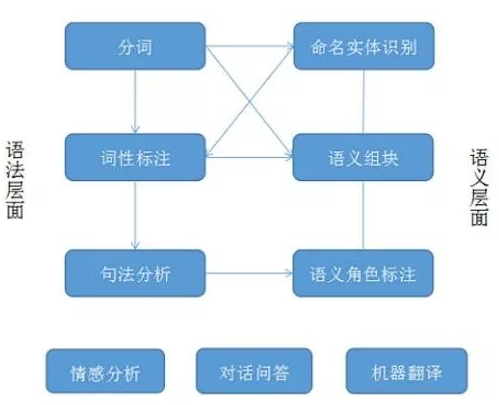 分词
命名实体识别
语法层面
词性标注
语义组块
语义层面
句法分析
语义角色标注
情感分析
对话问答
机器翻译